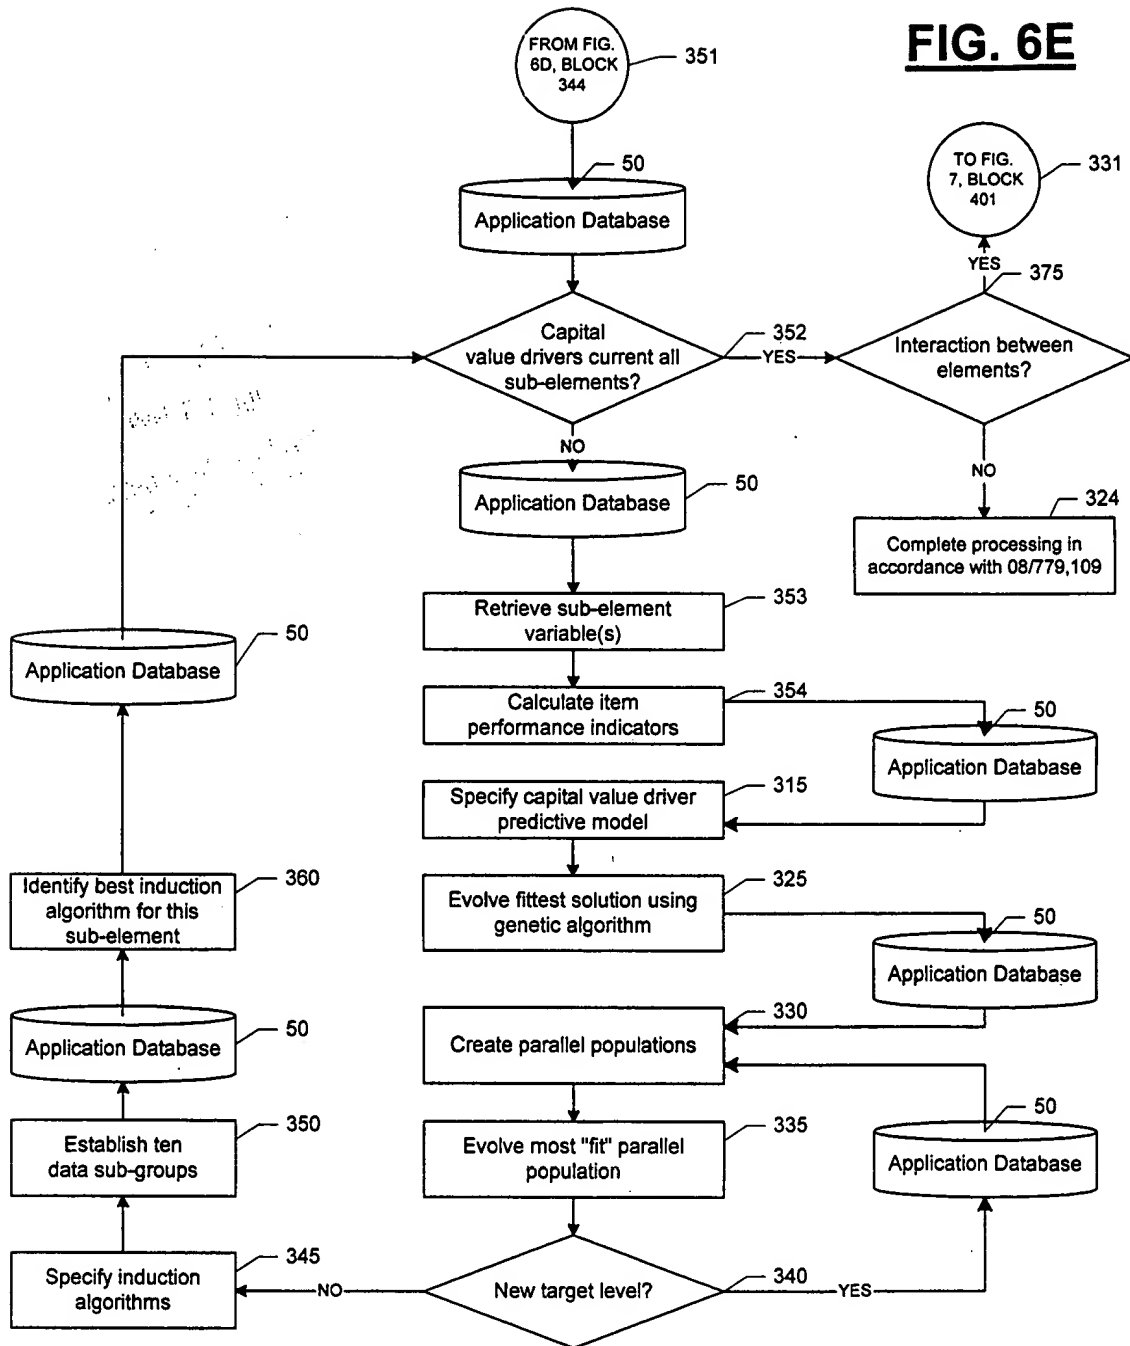 FIG. 6E
FROM FIG.
6D, BLOCK
344
351
50
Application Database
TO FIG.
7, BLOCK
401
331
YES
375
Capital
value drivers current all
sub-elements?
352
YES
Interaction between
elements?
NO
NO
50
Application Database
324
Complete processing in
accordance with 08/779,109
353
Retrieve sub-element
variable(s)
50
Application Database
354
Calculate item
performance indicators
50
Application Database
315
Specify capital value driver
predictive model
360
Identify best induction
algorithm for this
sub-element
325
Evolve fittest solution using
genetic algorithm
50
Application Database
50
Application Database
330
Create parallel populations
350
Establish ten
data sub-groups
335
Evolve most "fit" parallel
population
50
Application Database
345
Specify induction
algorithms
NO
New target level?
340
YES